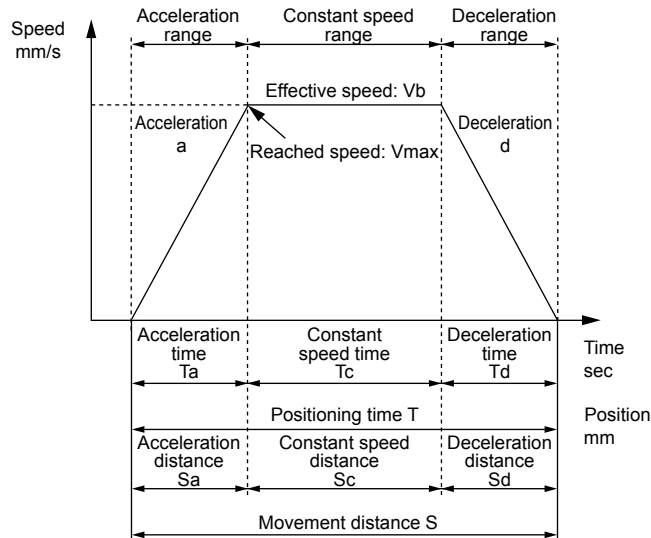 Speed
mm/s
Acceleration
range
Constant speed
range
Deceleration
range
Effective speed: Vb
Acceleration
a
Reached speed: Vmax
Deceleration
d
Acceleration
time
Ta
Constant
speed time
Tc
Deceleration
time
Td
Time
sec
Positioning time T
Position
mm
Acceleration
distance
Sa
Constant speed
distance
Sc
Deceleration
distance
Sd
Movement distance S